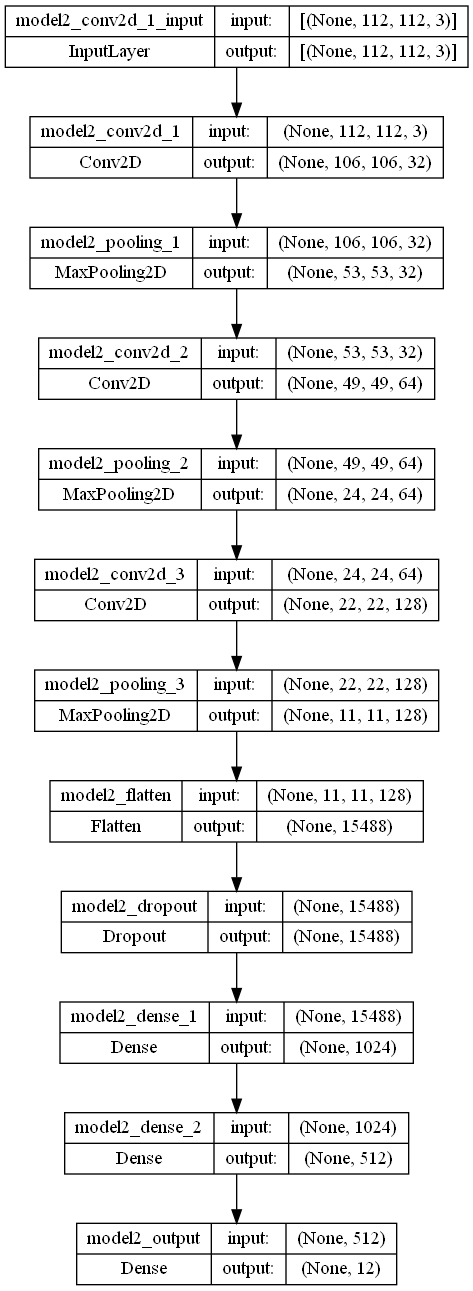 model2_conv2d_1_input input: [(None, 112, 112, 3)]
InputLayer output: [(None, 112, 112, 3)]
model2_conv2d_1 input: (None, 112, 112, 3)
Conv2D output: (None, 106, 106, 32)
model2_pooling_1 input: (None, 106, 106, 32)
MaxPooling2D output: (None, 53, 53, 32)
model2_conv2d_2 input: (None, 53, 53, 32)
Conv2D output: (None, 49, 49, 64)
model2_pooling_2 input: (None, 49, 49, 64)
MaxPooling2D output: (None, 24, 24, 64)
model2_conv2d_3 input: (None, 24, 24, 64)
Conv2D output: (None, 22, 22, 128)
model2_pooling_3 input: (None, 22, 22, 128)
MaxPooling2D output: (None, 11, 11, 128)
model2_flatten input: (None, 11, 11, 128)
Flatten output: (None, 15488)
model2_dropout input: (None, 15488)
Dropout output: (None, 15488)
model2_dense_1 input: (None, 15488)
Dense output: (None, 1024)
model2_dense_2 input: (None, 1024)
Dense output: (None, 512)
model2_output input: (None, 512)
Dense output: (None, 12)